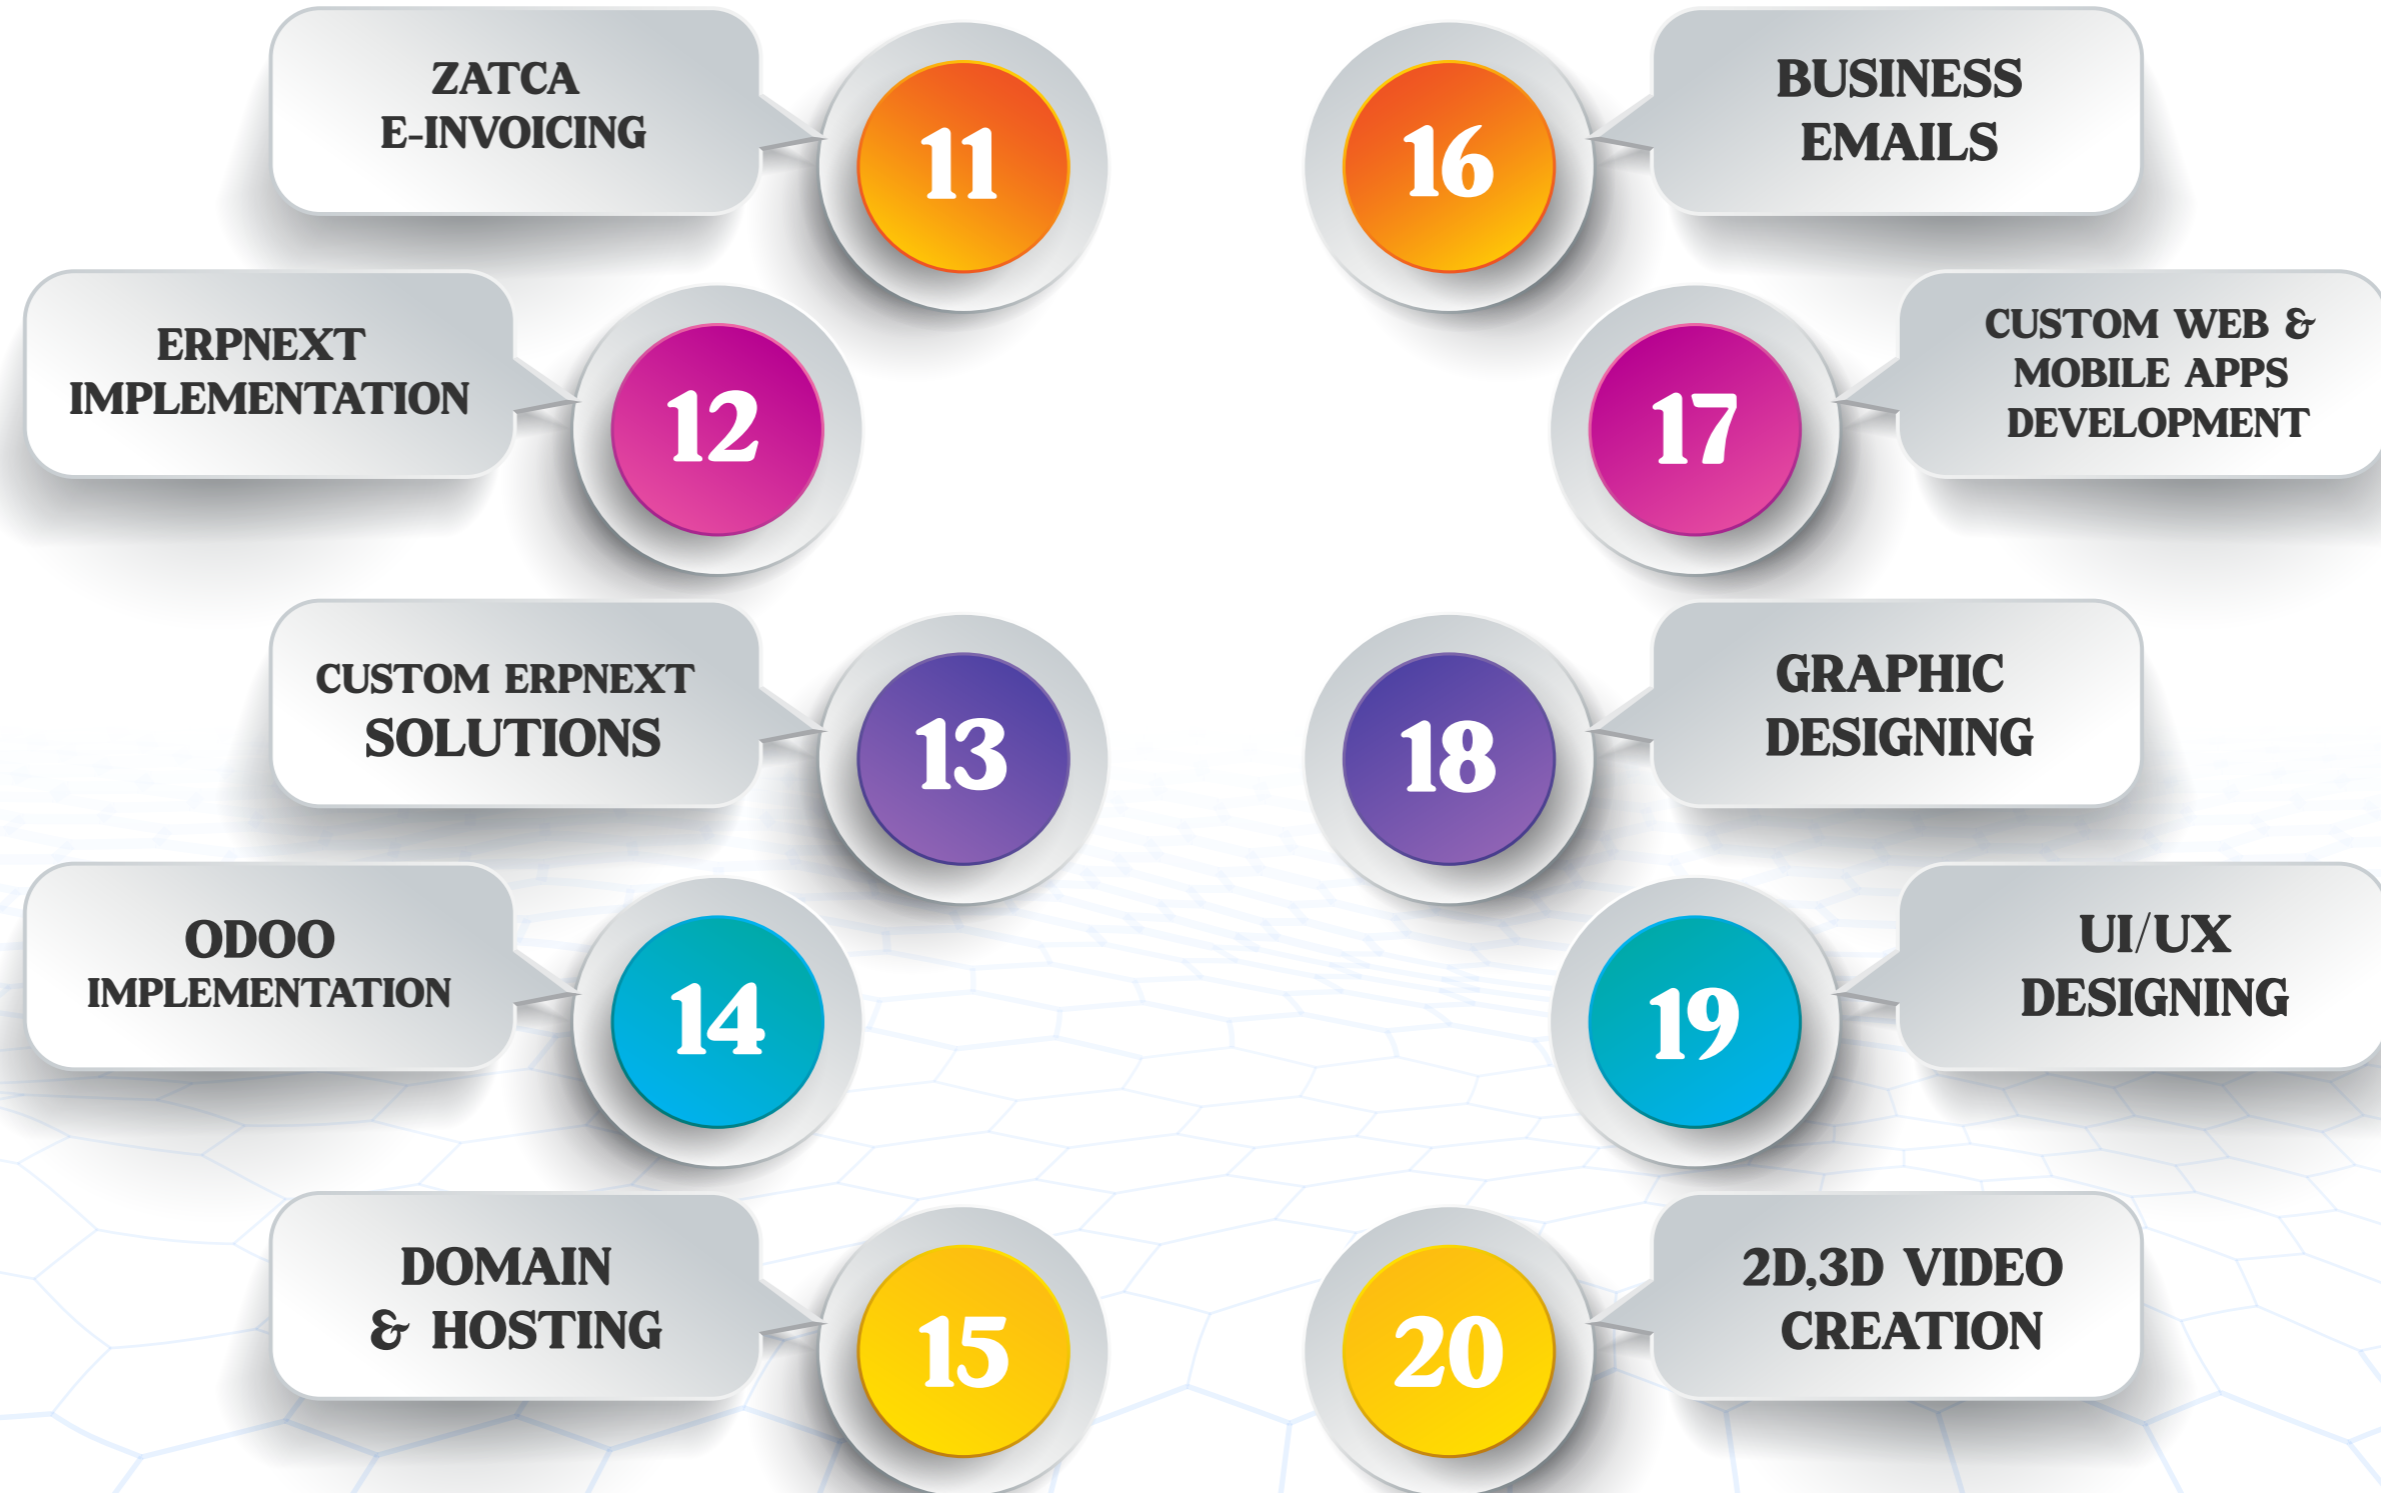 ZATCA
E-INVOICING
11
ERPNEXT
IMPLEMENTATION
12
CUSTOM ERPNEXT
SOLUTIONS
13
ODOO
IMPLEMENTATION
14
DOMAIN
& HOSTING
15
16
BUSINESS
EMAILS
17
CUSTOM WEB &
MOBILE APPS
DEVELOPMENT
18
GRAPHIC
DESIGNING
19
UI/UX
DESIGNING
20
2D,3D VIDEO
CREATION